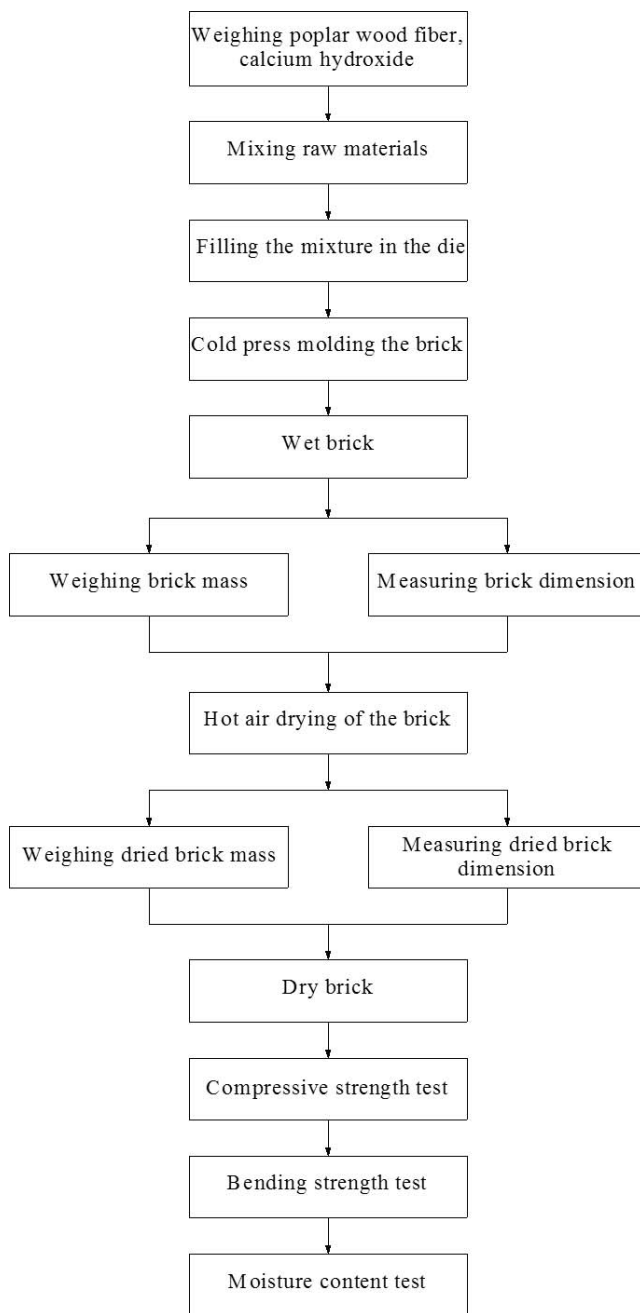 Weighing poplar wood fiber,
calcium hydroxide
Mixing raw materials
Filling the mixture in the die
Cold press molding the brick
Wet brick
Weighing brick mass
Measuring brick dimension
Hot air drying of the brick
Weighing dried brick mass
Measuring dried brick
dimension
Dry brick
Compressive strength test
Bending strength test
Moisture content test